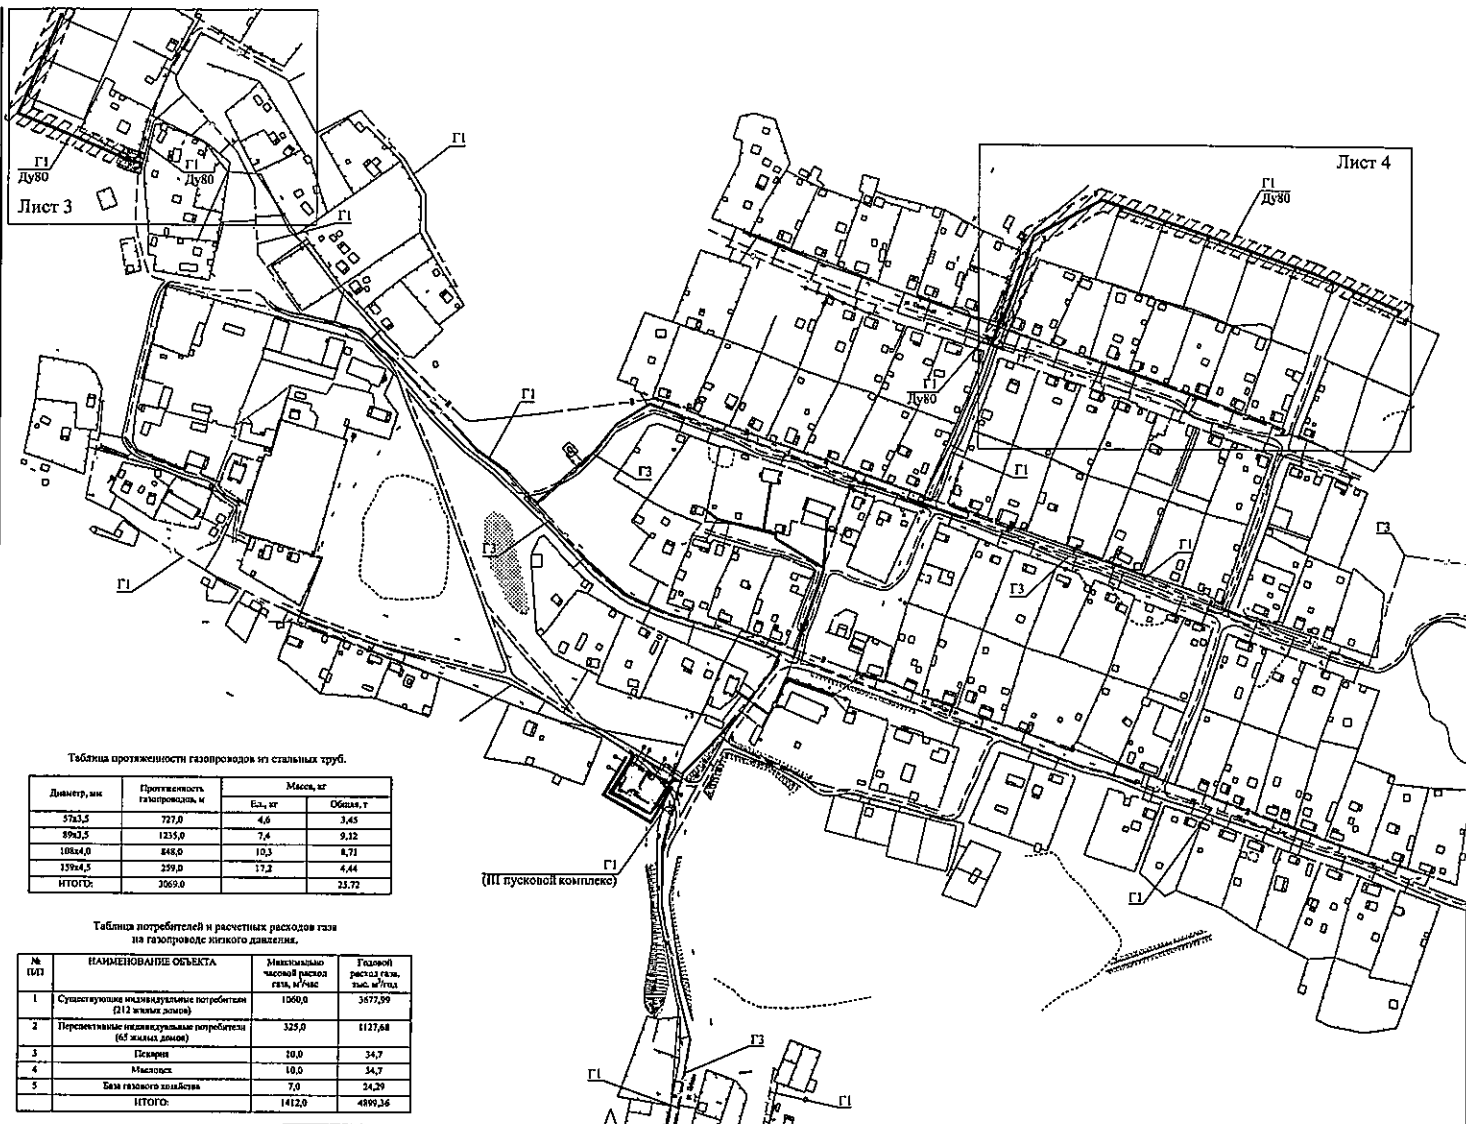 Г1
Г1
Ду80
Г1
Ду80
Лист 3
Г1
Лист 4
Г1
Ду80
Г1
Ду80
Г1
Г3
Г1
Г3
Г3
Г1
Г1
Г3
Таблица протяженности газопроводов из стальных труб.
Диаметр, мм
Протяженность газопроводов, м
Масса, кг
Ед., кг
Общая, т
57х3,5 727,0 4,6 3,45
89х3,5 1235,0 7,4 9,12
108х4,0 848,0 10,3 8,71
159х4,5 259,0 17,2 4,44
ИТОГО: 3069,0 25,72
Г1
(III пусковой комплекс)
Г1
Таблица потребителей и расчетных расходов газа
на газопроводе низкого давления.
№ П/П
НАИМЕНОВАНИЕ ОБЪЕКТА
Максимально часовой расход газа, м³/час
Годовой расход газа, тыс. м³/год
1 Существующие индивидуальные потребители (212 жилых домов) 1060,0 3677,99
2 Перспективные индивидуальные потребители (65 жилых домов) 325,0 1127,68
3 Пекарня 10,0 34,7
4 Маслоцех 10,0 34,7
5 База газового хозяйства 7,0 24,29
ИТОГО: 1412,0 4899,36
Г3
Г1
Г1